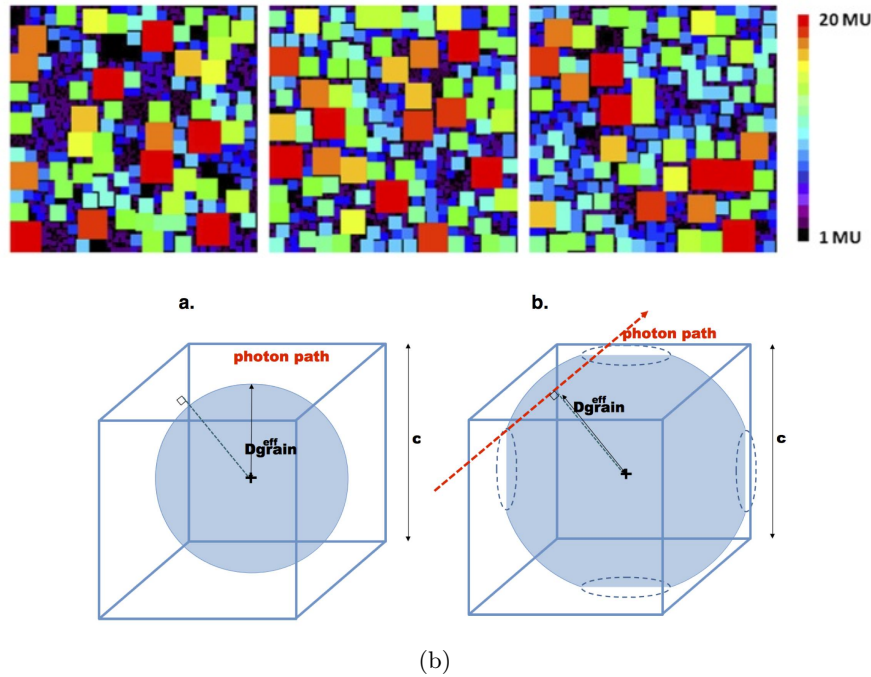 20 MU
1 MU
a.
b.
photon path
photon path
Dgrain eff
Dgrain eff
c
c
(b)